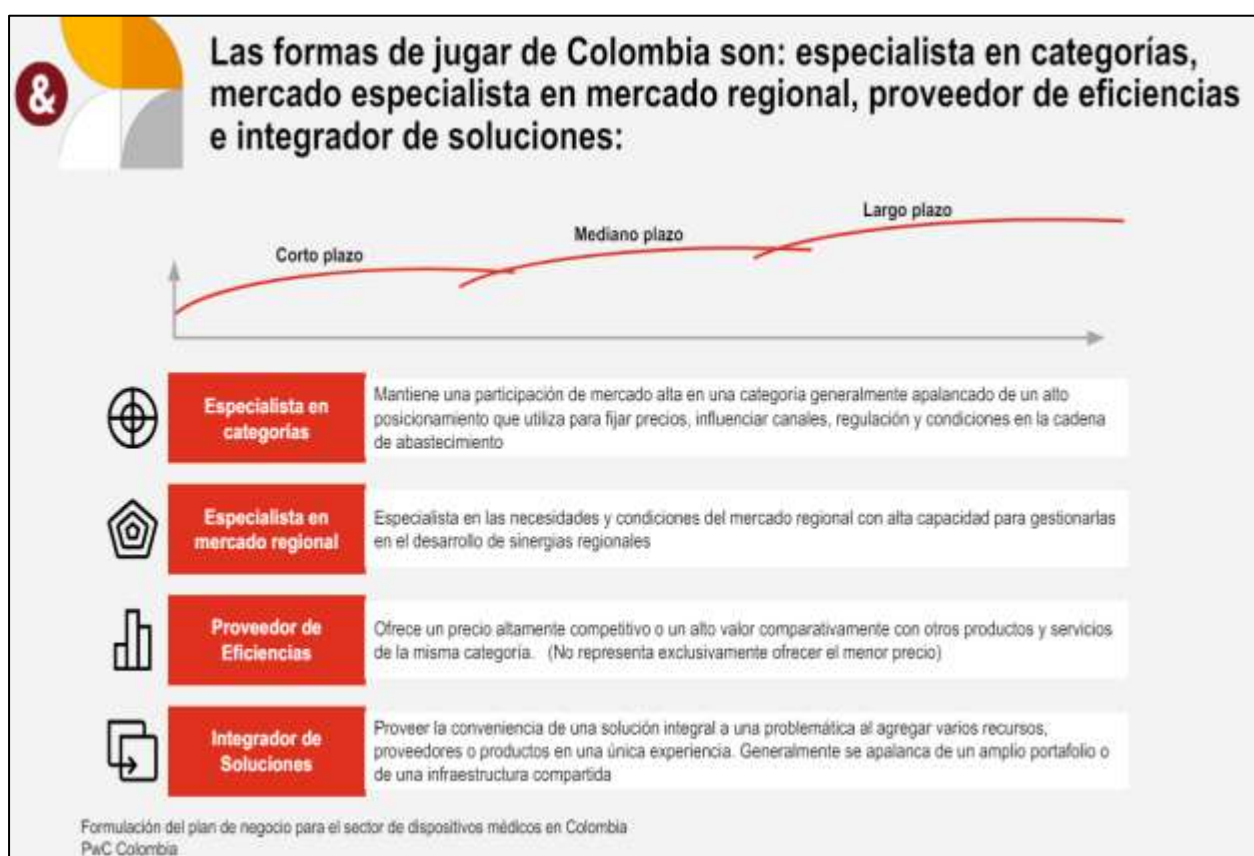 &
Las formas de jugar de Colombia son: especialista en categorías,
mercado especialista en mercado regional, proveedor de eficiencias
e integrador de soluciones:
Corto plazo
Mediano plazo
Largo plazo
Especialista en
categorías
Mantiene una participación de mercado alta en una categoría generalmente apalancado de un alto
posicionamiento que utiliza para fijar precios, influenciar canales, regulación y condiciones en la cadena
de abastecimiento
Especialista en
mercado regional
Especialista en las necesidades y condiciones del mercado regional con alta capacidad para gestionarlas
en el desarrollo de sinergias regionales
Proveedor de
Eficiencias
Ofrece un precio altamente competitivo o un alto valor comparativamente con otros productos y servicios
de la misma categoría. (No representa exclusivamente ofrecer el menor precio)
Integrador de
Soluciones
Proveer la conveniencia de una solución integral a una problemática al agregar varios recursos,
proveedores o productos en una única experiencia. Generalmente se apalanca de un amplio portafolio o
de una infraestructura compartida
Formulación del plan de negocio para el sector de dispositivos médicos en Colombia
PwC Colombia